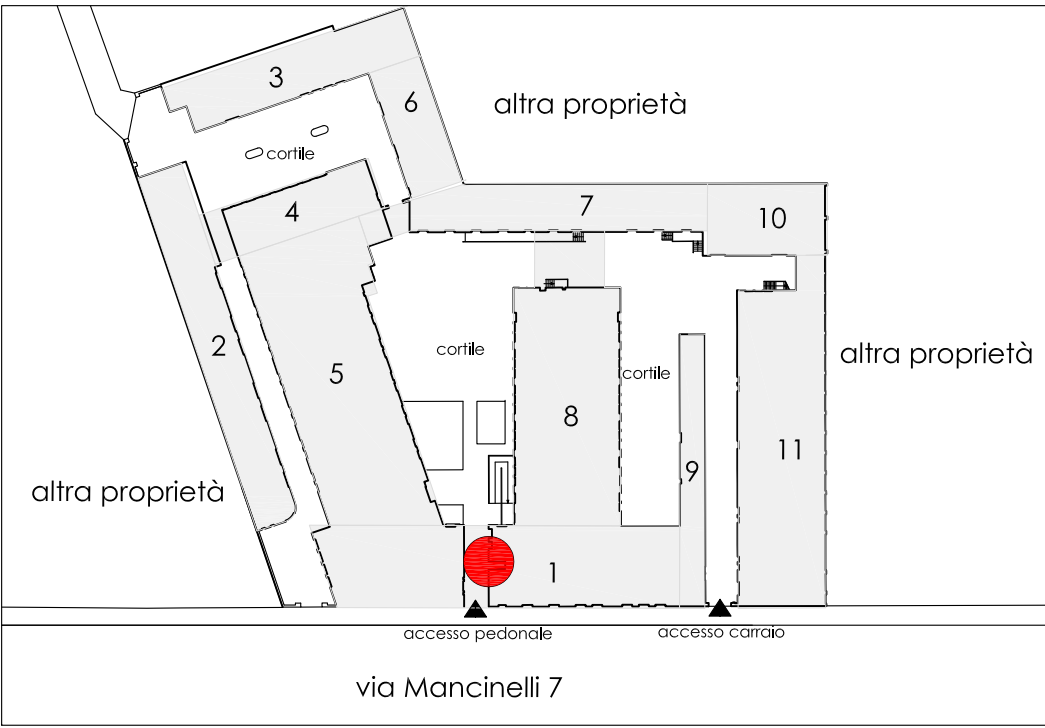 3
6
altra proprietà
cortile
4
7
10
2
5
cortile
cortile
altra proprietà
8
9
11
altra proprietà
1
accesso pedonale
accesso carraio
via Mancinelli 7